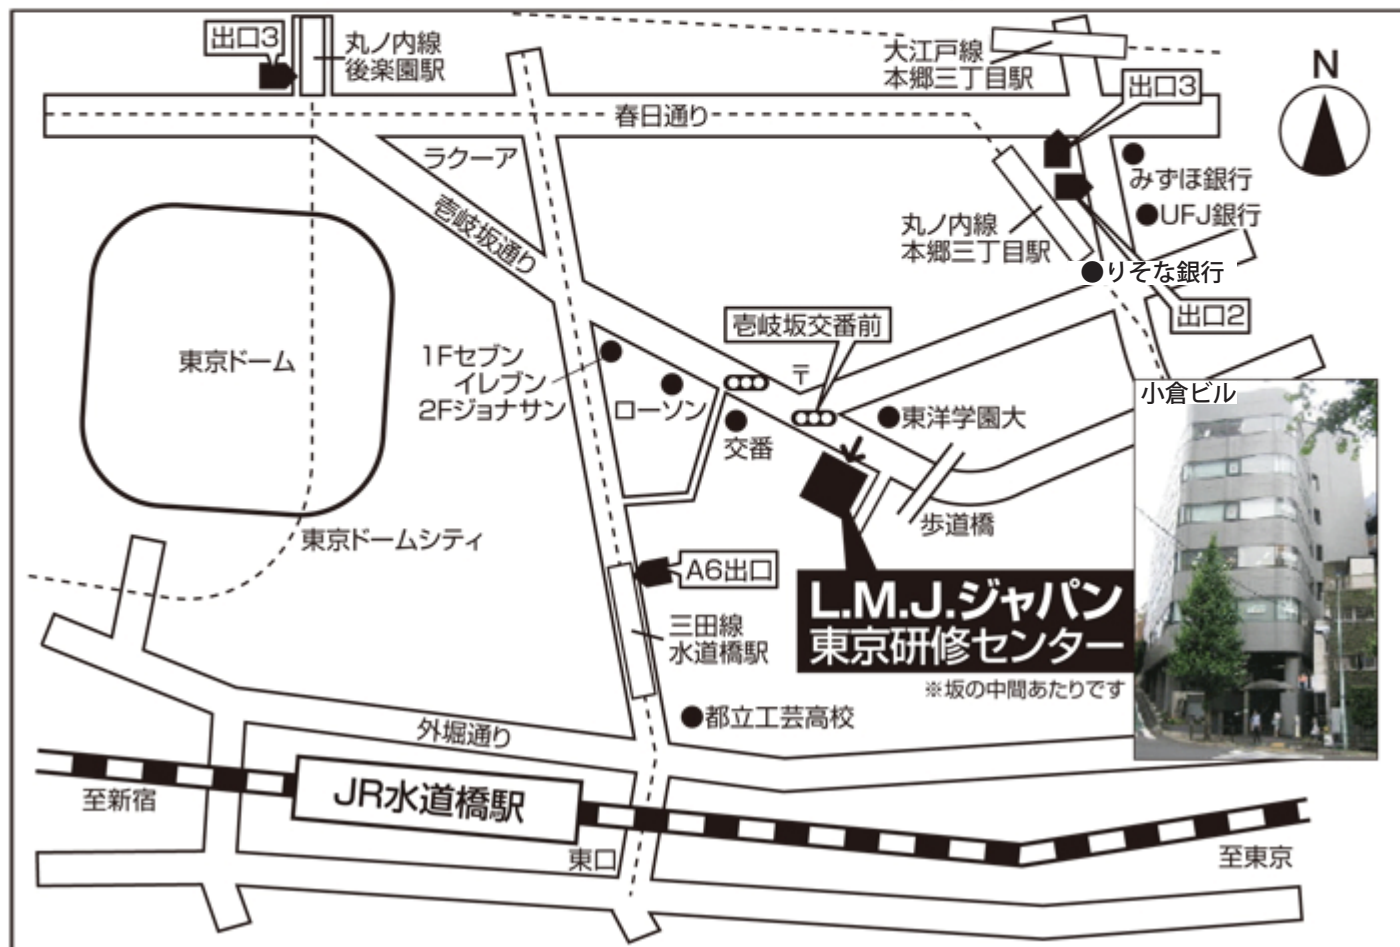 出口3
丸ノ内線
後楽園駅
大江戸線
本郷三丁目駅
出口3
N
春日通り
ラクーア
壱岐坂通り
みずほ銀行
UFJ銀行
丸ノ内線
本郷三丁目駅
りそな銀行
出口2
東京ドーム
1Fセブン
イレブン
2Fジョナサン
ローソン
壱岐坂交番前
〒
交番
東洋学園大
小倉ビル
歩道橋
東京ドームシティ
A6出口
三田線
水道橋駅
L.M.J.ジャパン
東京研修センター
※坂の中間あたりです
都立工芸高校
外堀通り
JR水道橋駅
至新宿
東口
至東京